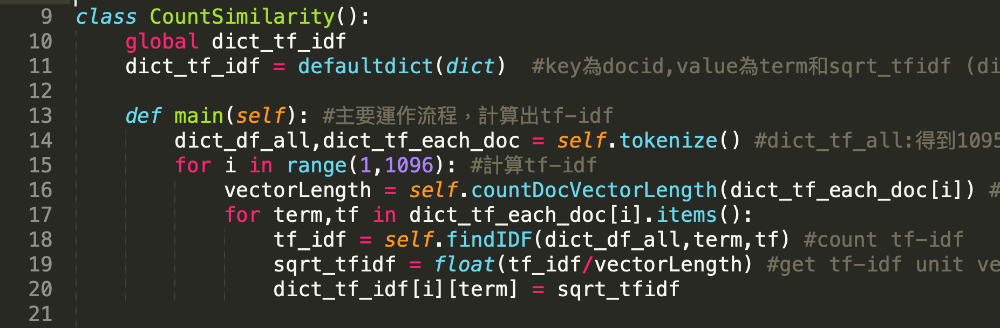 9 class CountSimilarity():
10 global dict_tf_idf
11 dict_tf_idf = defaultdict(dict) #key為docid,value為term和sqrt_tfidf (di
12
13 def main(self): #主要運作流程，計算出tf-idf
14 dict_df_all,dict_tf_each_doc = self.tokenize() #dict_tf_all:得到1095
15 for i in range(1,1096): #計算tf-idf
16 vectorLength = self.countDocVectorLength(dict_tf_each_doc[i]) #
17 for term,tf in dict_tf_each_doc[i].items():
18 tf_idf = self.findIDF(dict_df_all,term,tf) #count tf-idf
19 sqrt_tfidf = float(tf_idf/vectorLength) #get tf-idf unit ve
20 dict_tf_idf[i][term] = sqrt_tfidf
21